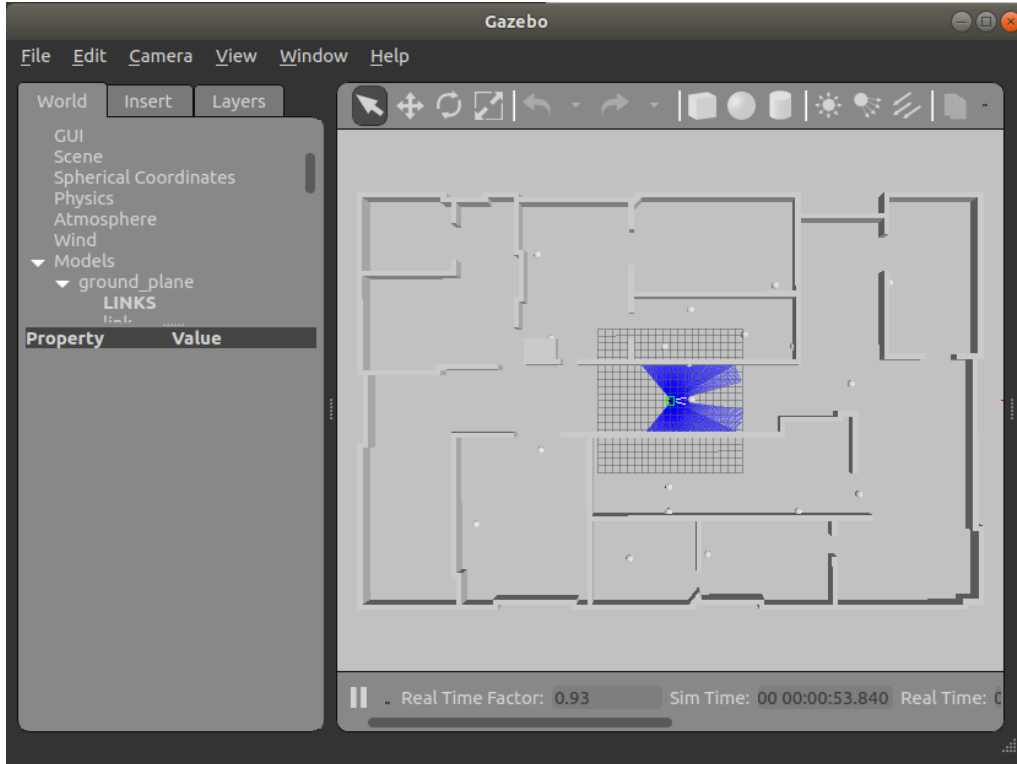 Gazebo
File Edit Camera View Window Help
World Insert Layers
GUI
Scene
Spherical Coordinates
Physics
Atmosphere
Wind
Models
ground_plane
LINKS
link
Property Value
Real Time Factor: 0.93 Sim Time: 00 00:00:53.840 Real Time: